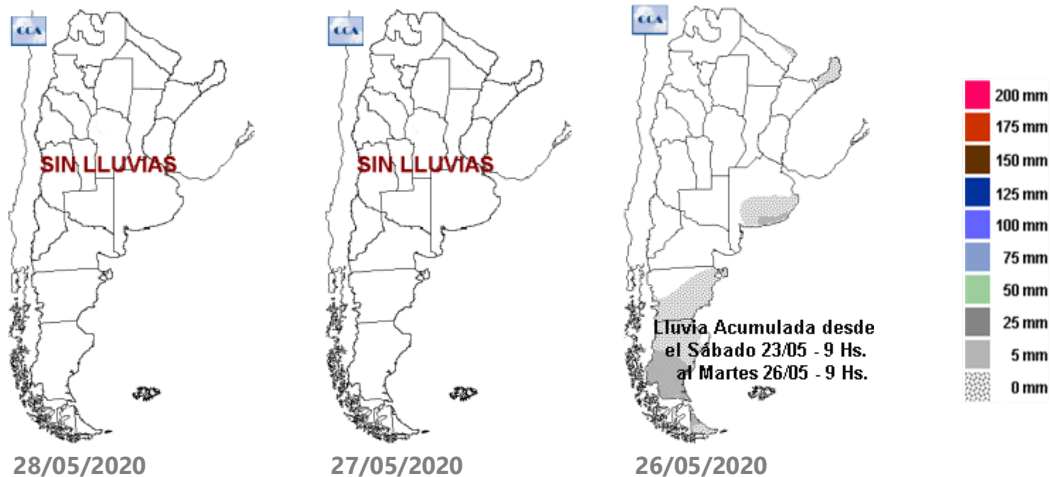 CCA
CCA
CCA
SIN LLUVIAS
SIN LLUVIAS
Lluvia Acumulada desde
el Sábado 23/05 - 9 Hs.
al Martes 26/05 - 9 Hs.
200 mm
175 mm
150 mm
125 mm
100 mm
75 mm
50 mm
25 mm
5 mm
0 mm
28/05/2020
27/05/2020
26/05/2020